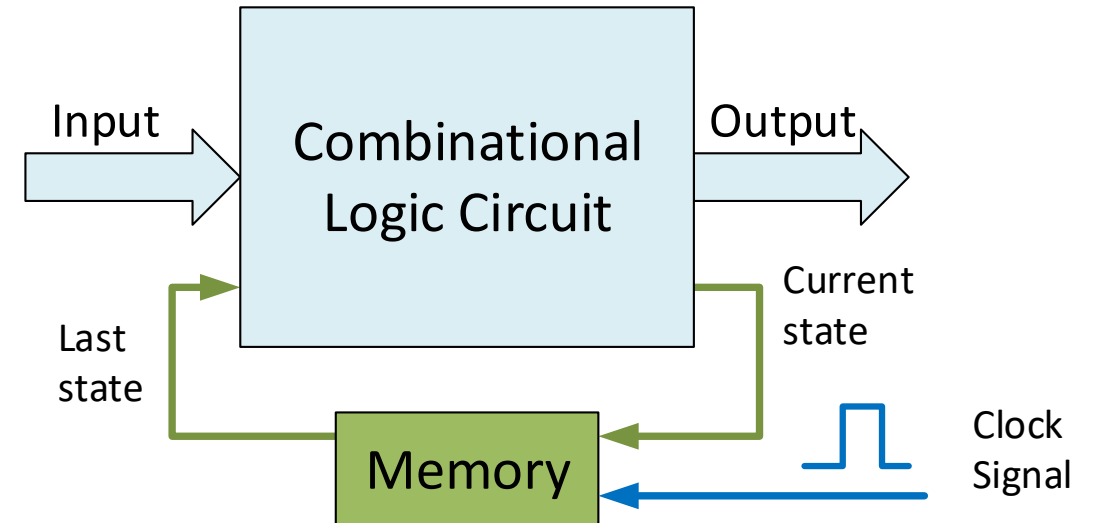 Input
Combinational
Logic Circuit
Output
Current
state
Last
state
Memory
Clock
Signal